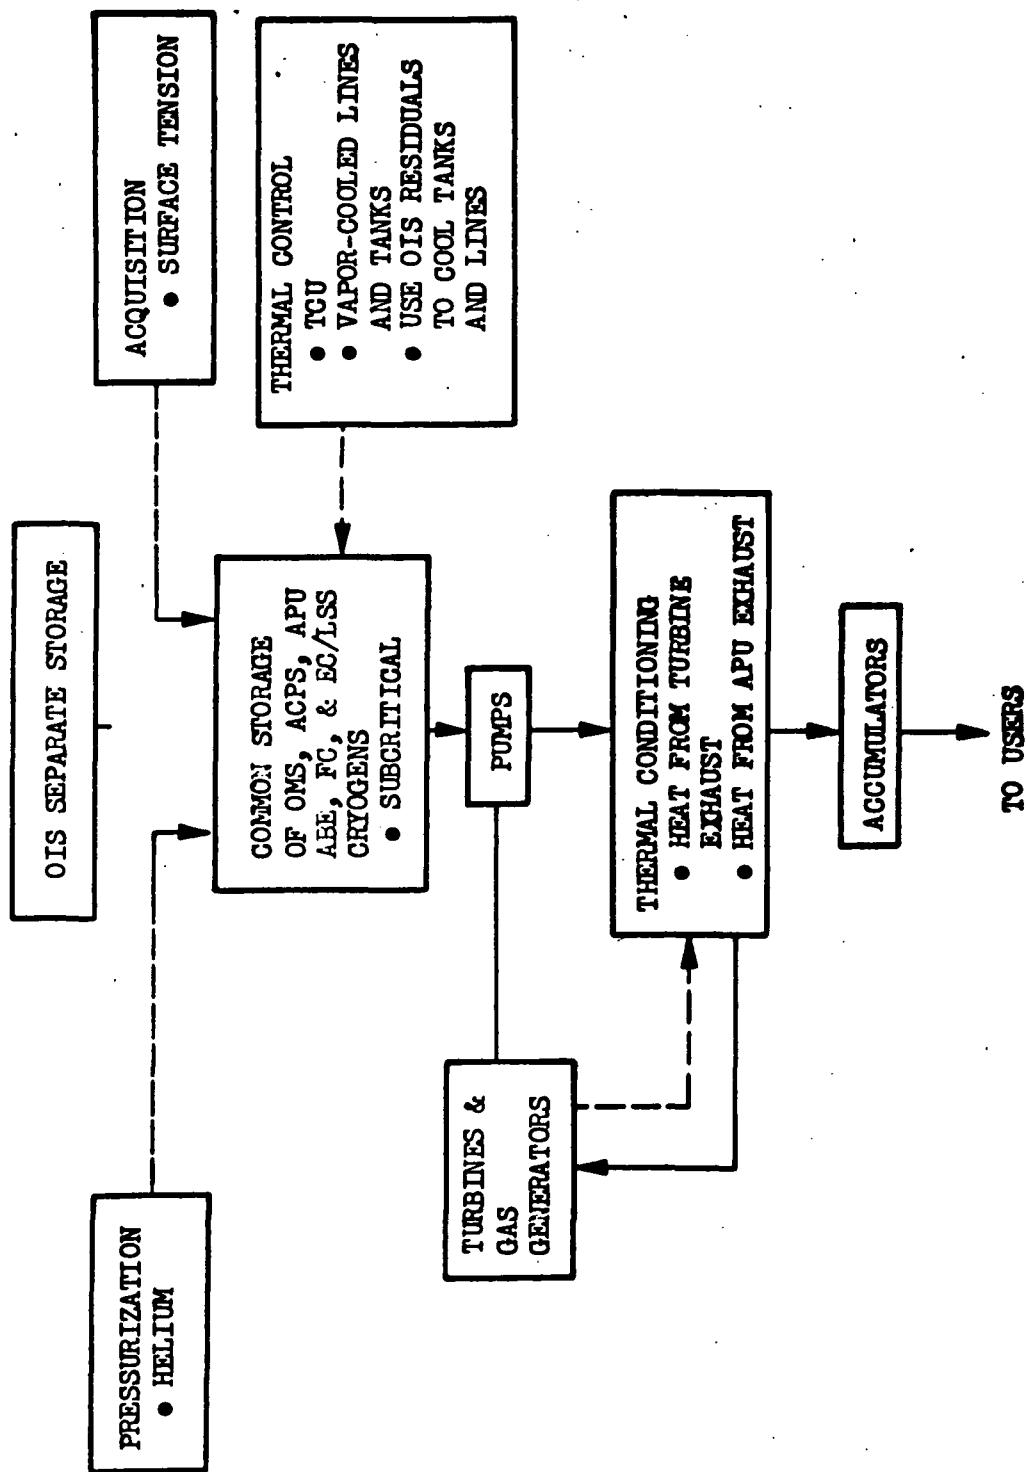 OIS SEPARATE STORAGE
PRESSURIZATION
● HELIUM
ACQUISITION
● SURFACE TENSION
COMMON STORAGE
OF OMS, ACPS, APU
ABE, FC, & EC/LSS
CRYOGENS
● SUBCRITICAL
THERMAL CONTROL
● TCU
● VAPOR-COOLED LINES
AND TANKS
● USE OIS RESIDUALS
TO COOL TANKS
AND LINES
TURBINES &
GAS
GENERATORS
PUMPS
THERMAL CONDITIONING
● HEAT FROM TURBINE
EXHAUST
● HEAT FROM APU EXHAUST
ACCUMULATORS
TO USERS